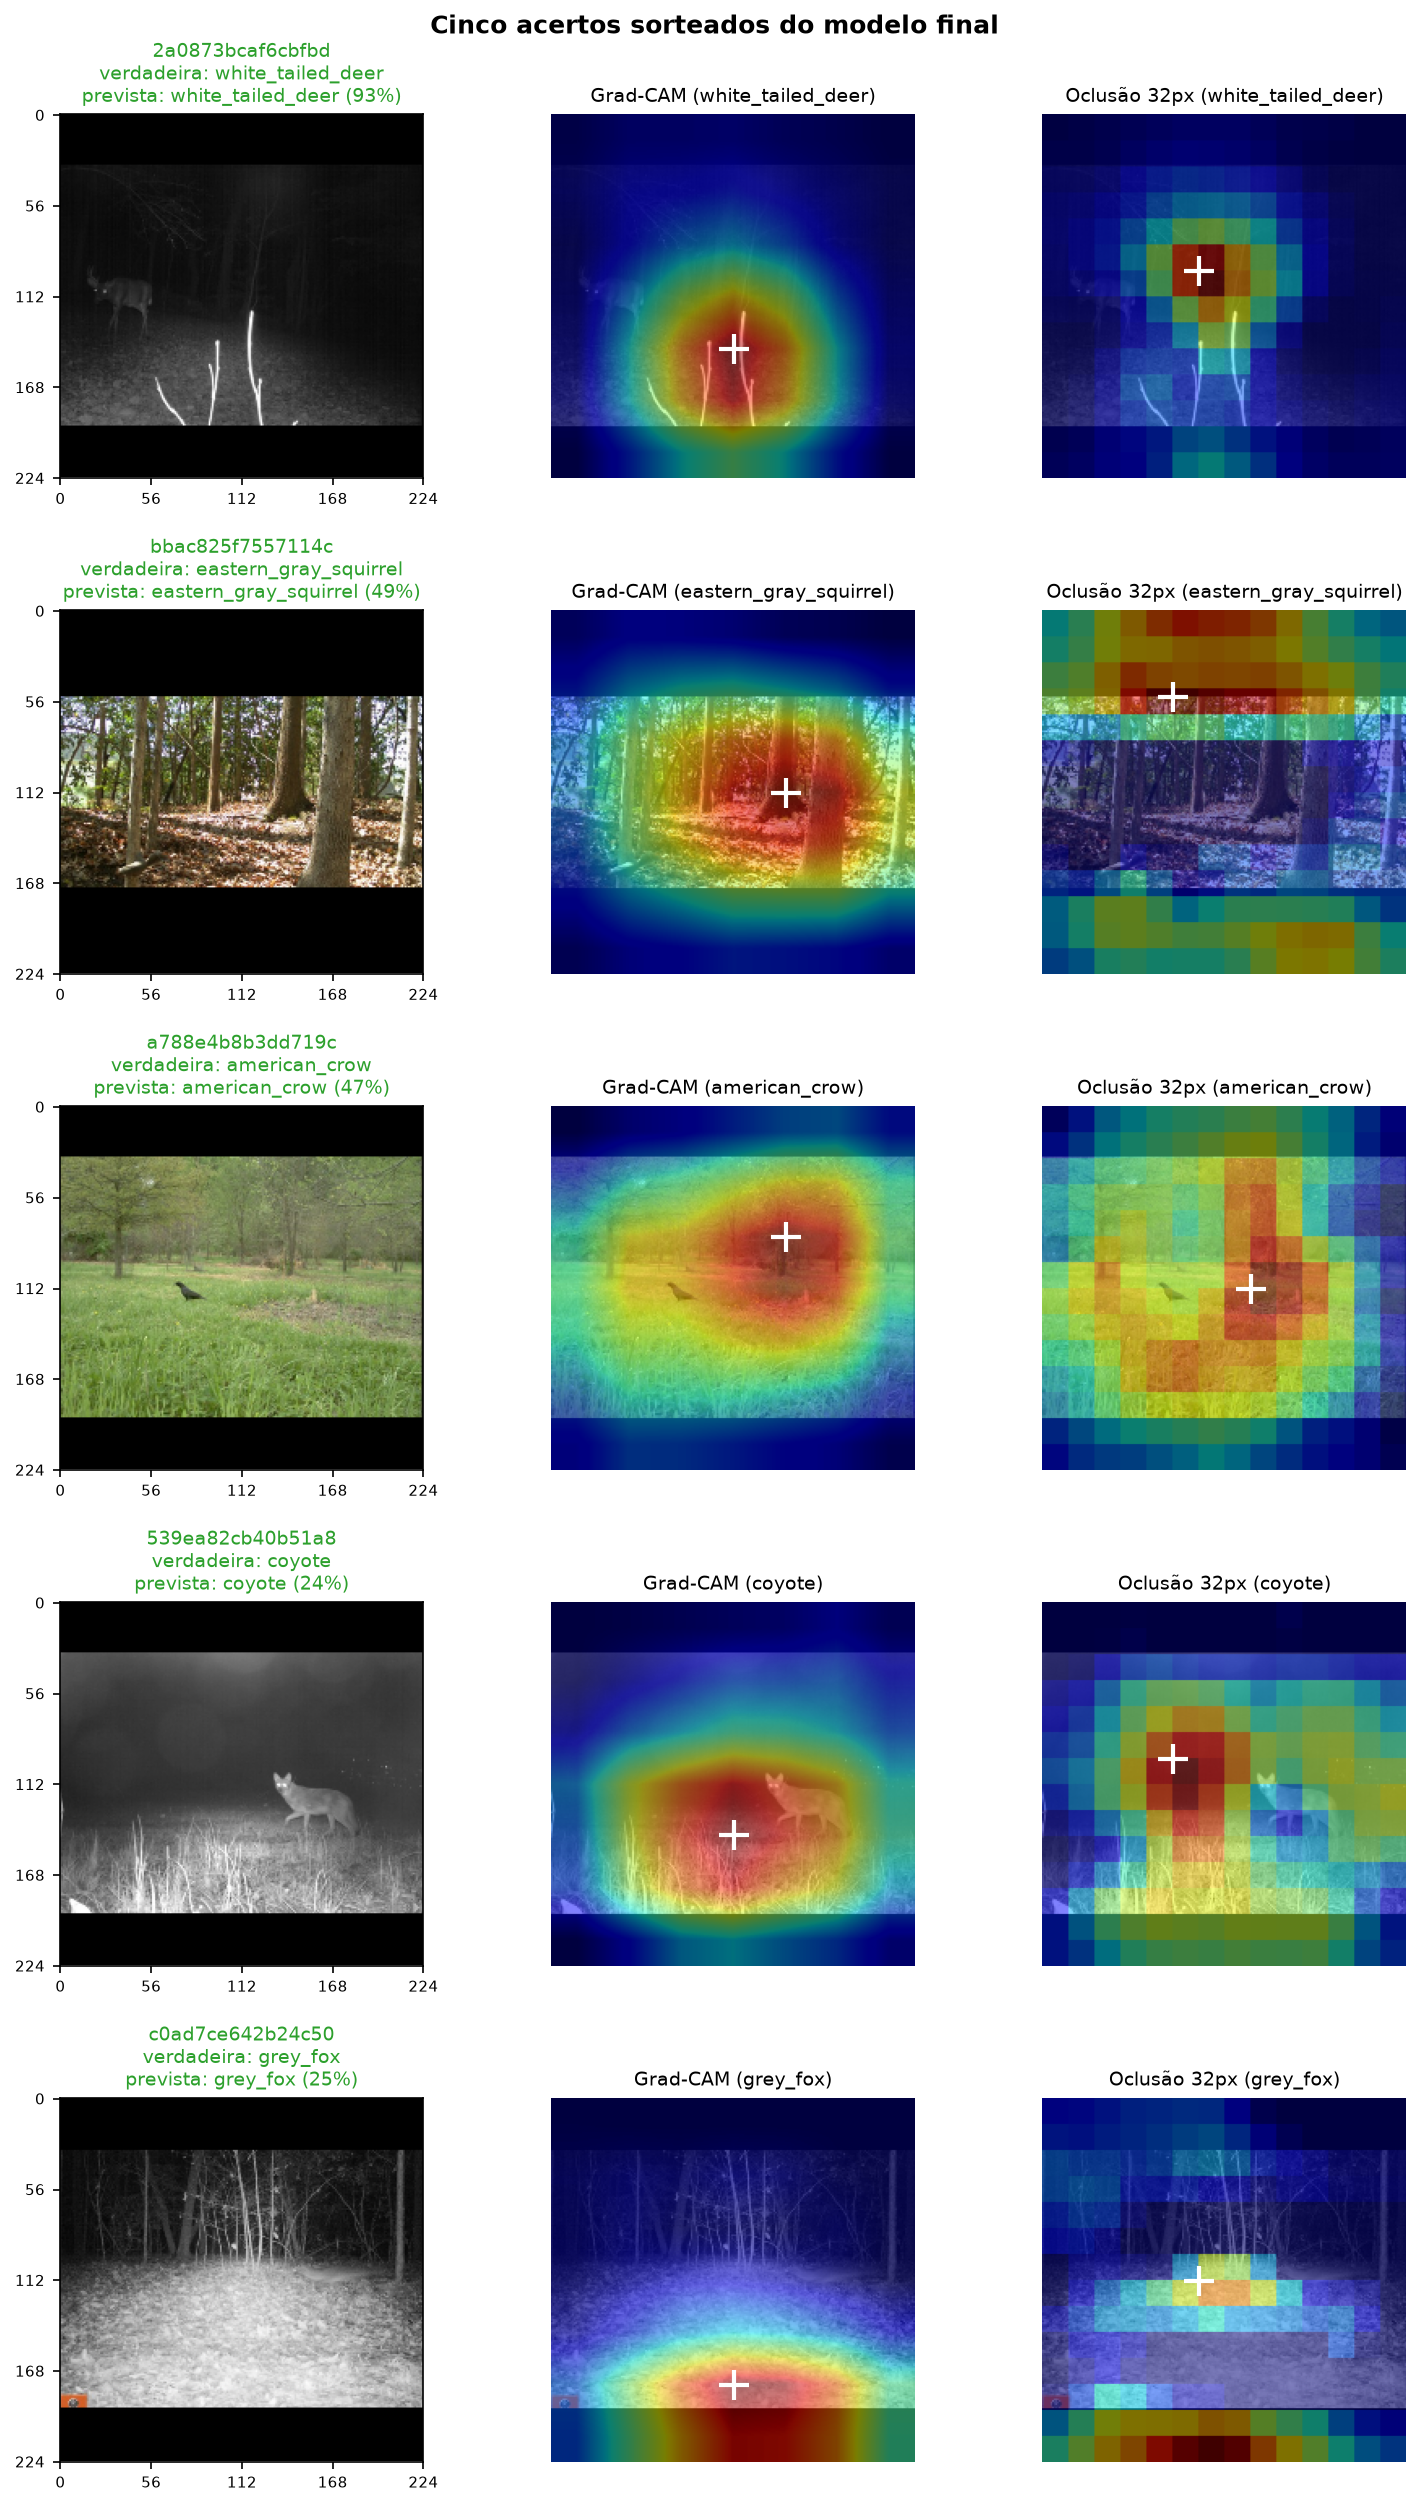 Cinco acertos sorteados do modelo final
2a0873bcaf6cbfbd
verdadeira: white_tailed_deer
prevista: white_tailed_deer (93%)
Grad-CAM (white_tailed_deer)
Oclusão 32px (white_tailed_deer)
0
56
112
168
224
0 56 112 168 224
bbac825f7557114c
verdadeira: eastern_gray_squirrel
prevista: eastern_gray_squirrel (49%)
Grad-CAM (eastern_gray_squirrel)
Oclusão 32px (eastern_gray_squirrel)
0
56
112
168
224
0 56 112 168 224
a788e4b8b3dd719c
verdadeira: american_crow
prevista: american_crow (47%)
Grad-CAM (american_crow)
Oclusão 32px (american_crow)
0
56
112
168
224
0 56 112 168 224
539ea82cb40b51a8
verdadeira: coyote
prevista: coyote (24%)
Grad-CAM (coyote)
Oclusão 32px (coyote)
0
56
112
168
224
0 56 112 168 224
c0ad7ce642b24c50
verdadeira: grey_fox
prevista: grey_fox (25%)
Grad-CAM (grey_fox)
Oclusão 32px (grey_fox)
0
56
112
168
224
0 56 112 168 224